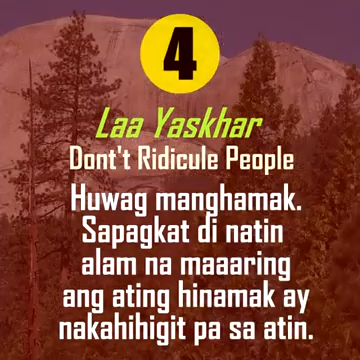 4
Laa Yaskhar
Dont't Ridicule People
Huwag manghamak.
Sapagkat di natin
alam na maaaring
ang ating hinamak ay
nakahihigit pa sa atin.